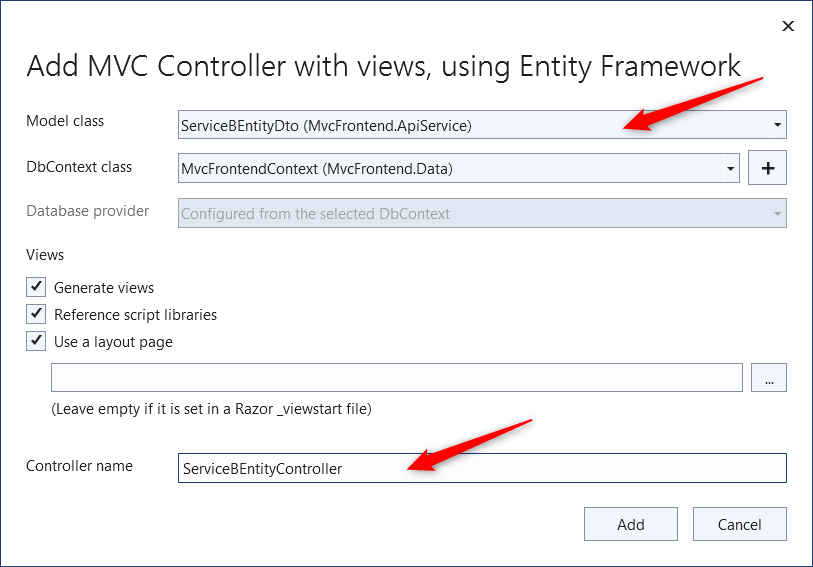 Add MVC Controller with views, using Entity Framework
Model class
ServiceBEntityDto (MvcFrontend.ApiService)
DbContext class
MvcFrontendContext (MvcFrontend.Data)
+
Database provider
Configured from the selected DbContext
Views
Generate views
Reference script libraries
Use a layout page
...
(Leave empty if it is set in a Razor _viewstart file)
Controller name
ServiceBEntityController
Add
Cancel